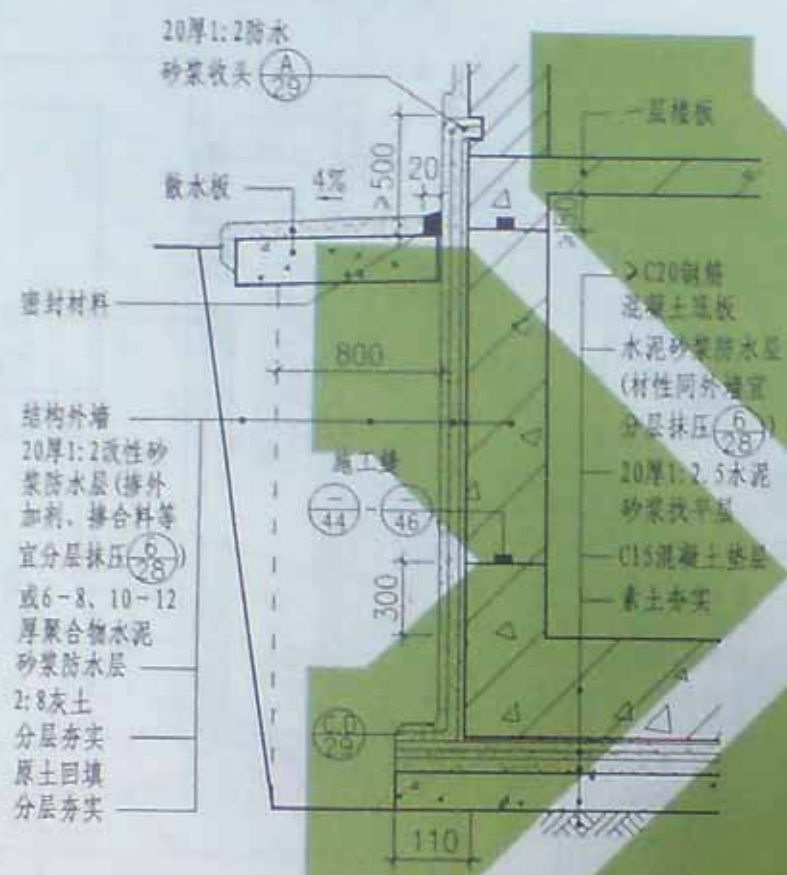 20厚1:2防水
砂浆收头 A/29
散水板
4%
20
≥500
密封材料
800
结构外墙
20厚1:2改性砂
浆防水层(掺外
加剂、掺合料等
宜分层抹压 6/28)
或6-8、10-12
厚聚合物水泥
砂浆防水层
2:8灰土
分层夯实
原土回填
分层夯实
施工缝
—/44 ~ —/46
300
C.D/29
110
一层楼板
≥C20钢筋
混凝土底板
水泥砂浆防水层
(材性同外墙宜
分层抹压 6/28)
20厚1:2.5水泥
砂浆找平层
C15混凝土垫层
素土夯实